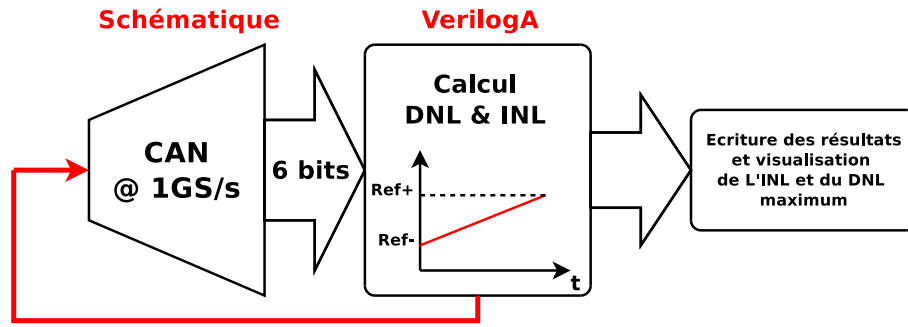 Schématique
VerilogA
CAN
@ 1GS/s
6 bits
Calcul
DNL & INL
Ref+
Ref-
t
Ecriture des résultats
et visualisation
de L'INL et du DNL
maximum